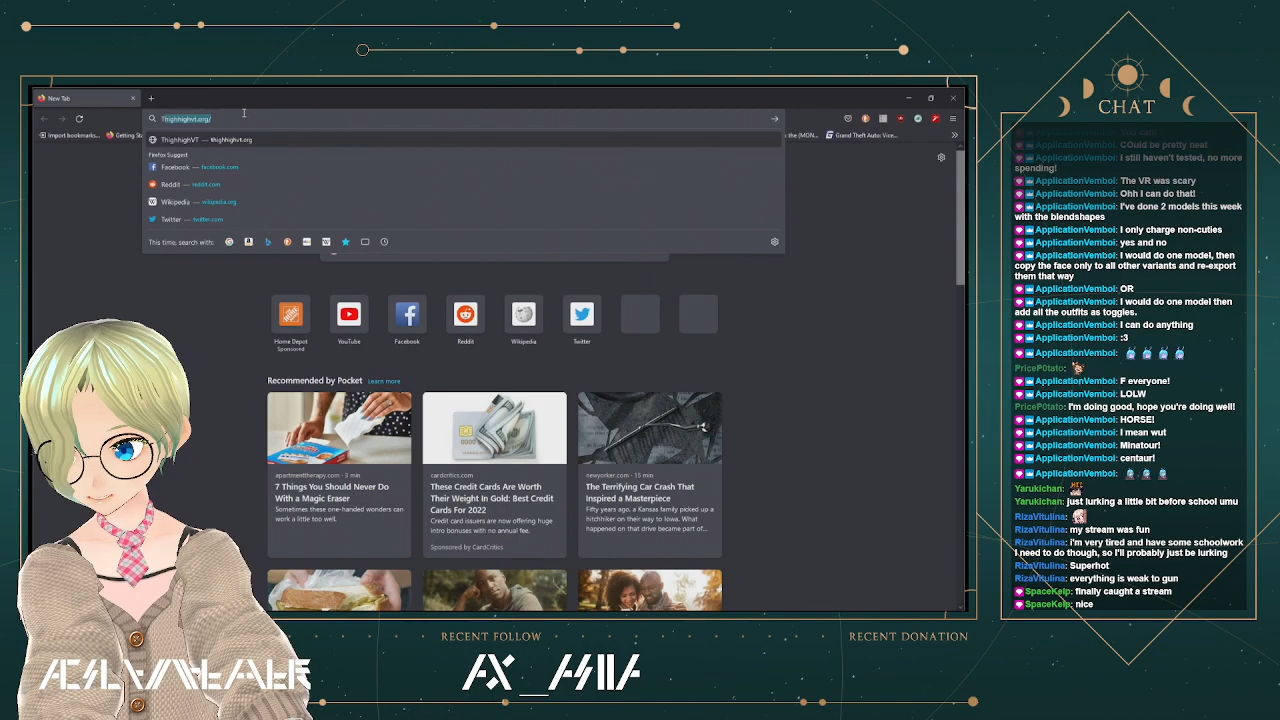 New Tab
Thighhighvt.org/
Import bookmarks...
Getting Sta
the (MON...
Grand Theft Auto: Vice...
ThighhighVT — thighhighvt.org
Firefox Suggest
Facebook — facebook.com
Reddit — reddit.com
Wikipedia — wikipedia.org
Twitter — twitter.com
This time, search with:
Home Depot
Sponsored
YouTube
Facebook
Reddit
Wikipedia
Twitter
Recommended by Pocket
Learn more
apartmenttherapy.com · 3 min
7 Things You Should Never Do
With a Magic Eraser
Sometimes these one-handed wonders can
work a little too well.
cardcritics.com
These Credit Cards Are Worth
Their Weight In Gold: Best Credit
Cards For 2022
Credit card issuers are now offering huge
intro bonuses with no annual fee.
Sponsored by CardCritics
newyorker.com · 15 min
The Terrifying Car Crash That
Inspired a Masterpiece
Fifty years ago, a Kansas family picked up a
hitchhiker on their way to Iowa. What
happened on that drive became part of...
RECENT FOLLOW
RECENT DONATION
CHAT
COuld be pretty neat
I still haven't tested, no more
spending!
ApplicationVemboi: The VR was scary
ApplicationVemboi: Ohh I can do that!
ApplicationVemboi: I've done 2 models this week
with the blendshapes
ApplicationVemboi: I only charge non-cuties
ApplicationVemboi: yes and no
ApplicationVemboi: I would do one model, then
copy the face only to all other variants and re-export
them that way
ApplicationVemboi: OR
ApplicationVemboi: I would do one model then
add all the outfits as toggles.
ApplicationVemboi: I can do anything
ApplicationVemboi: :3
ApplicationVemboi:
PriceP0tato:
ApplicationVemboi: F everyone!
ApplicationVemboi: LOLW
PriceP0tato: I'm doing good, hope you're doing well!
ApplicationVemboi: HORSE!
ApplicationVemboi: I mean wut
ApplicationVemboi: Minatour!
ApplicationVemboi: centaur!
ApplicationVemboi:
Yarukichan:
Yarukichan: just lurking a little bit before school umu
RizaVitulina:
RizaVitulina: my stream was fun
RizaVitulina: i'm very tired and have some schoolwork
I need to do though, so I'll probably just be lurking
RizaVitulina: Superhot
RizaVitulina: everything is weak to gun
SpaceKelp: finally caught a stream
SpaceKelp: nice